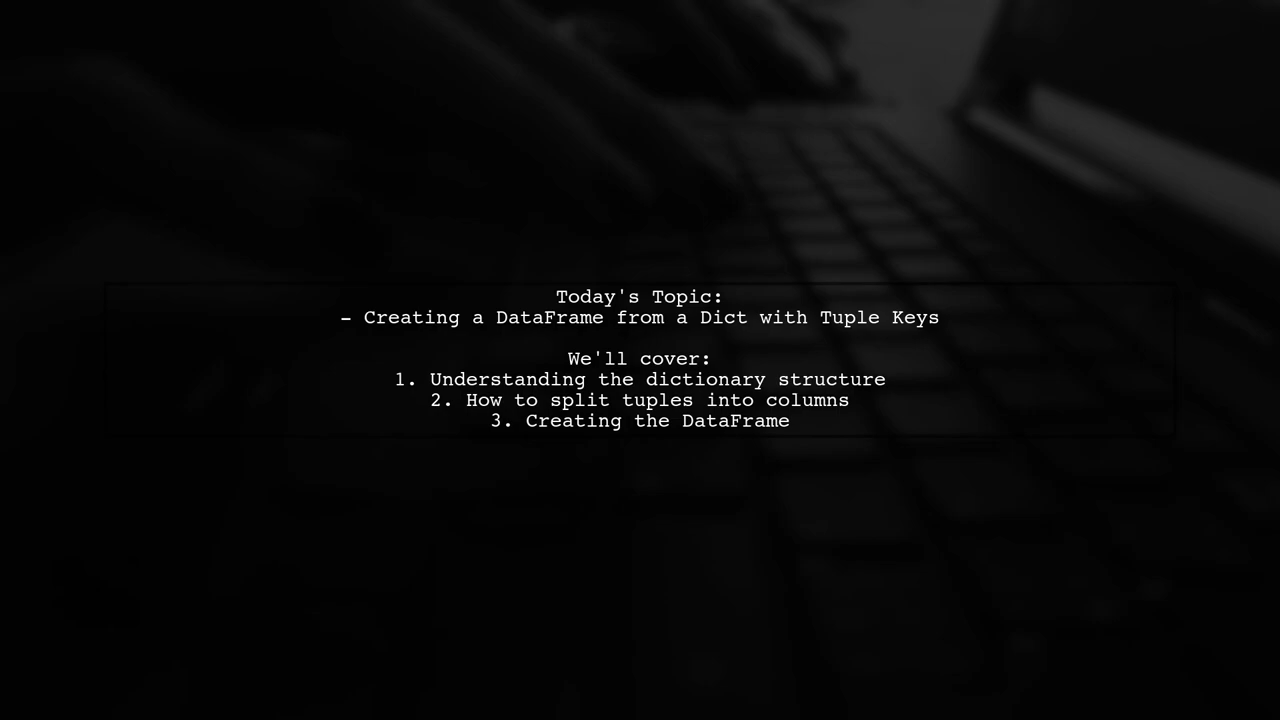 Today's Topic:
- Creating a DataFrame from a Dict with Tuple Keys
We'll cover:
1. Understanding the dictionary structure
2. How to split tuples into columns
3. Creating the DataFrame